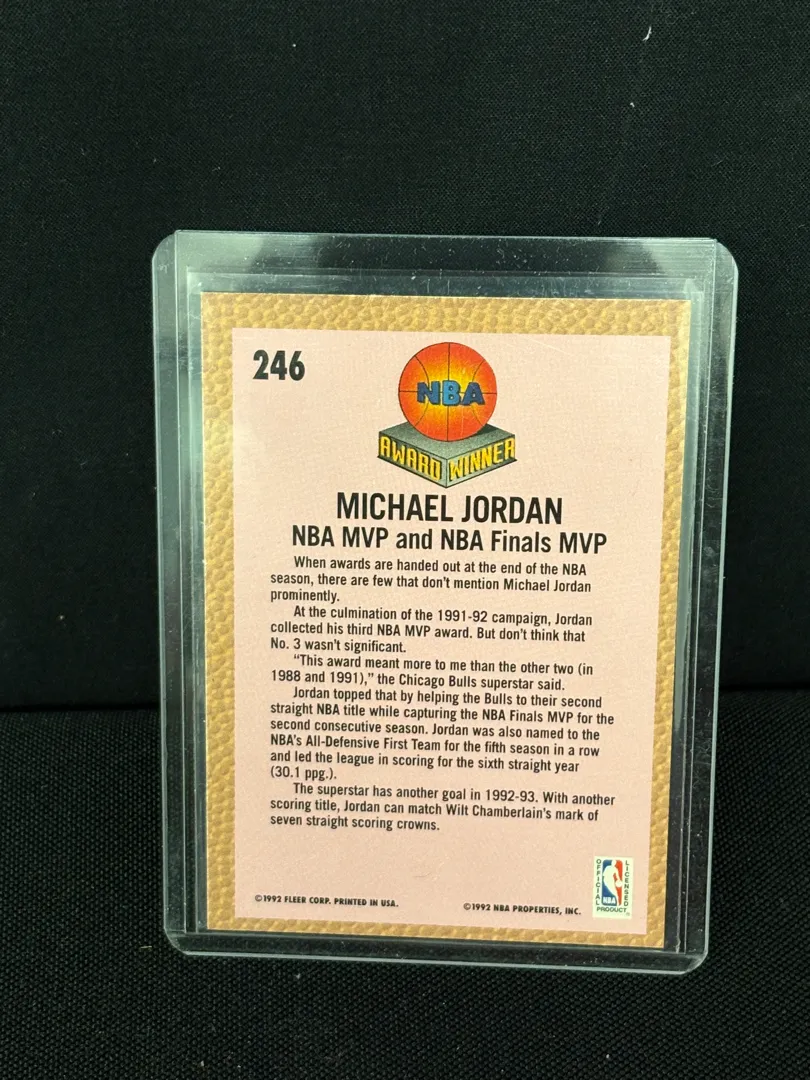 246
NBA
AWARD WINNER
MICHAEL JORDAN
NBA MVP and NBA Finals MVP
When awards are handed out at the end of the NBA
season, there are few that don't mention Michael Jordan
prominently.
At the culmination of the 1991-92 campaign, Jordan
collected his third NBA MVP award. But don't think that
No. 3 wasn't significant.
"This award meant more to me than the other two (in
1988 and 1991)," the Chicago Bulls superstar said.
Jordan topped that by helping the Bulls to their second
straight NBA title while capturing the NBA Finals MVP for the
second consecutive season. Jordan was also named to the
NBA's All-Defensive First Team for the fifth season in a row
and led the league in scoring for the sixth straight year
(30.1 ppg.).
The superstar has another goal in 1992-93. With another
scoring title, Jordan can match Wilt Chamberlain's mark of
seven straight scoring crowns.
©1992 FLEER CORP. PRINTED IN USA.
©1992 NBA PROPERTIES, INC.
OFFICIAL LICENSED
NBA
PRODUCT